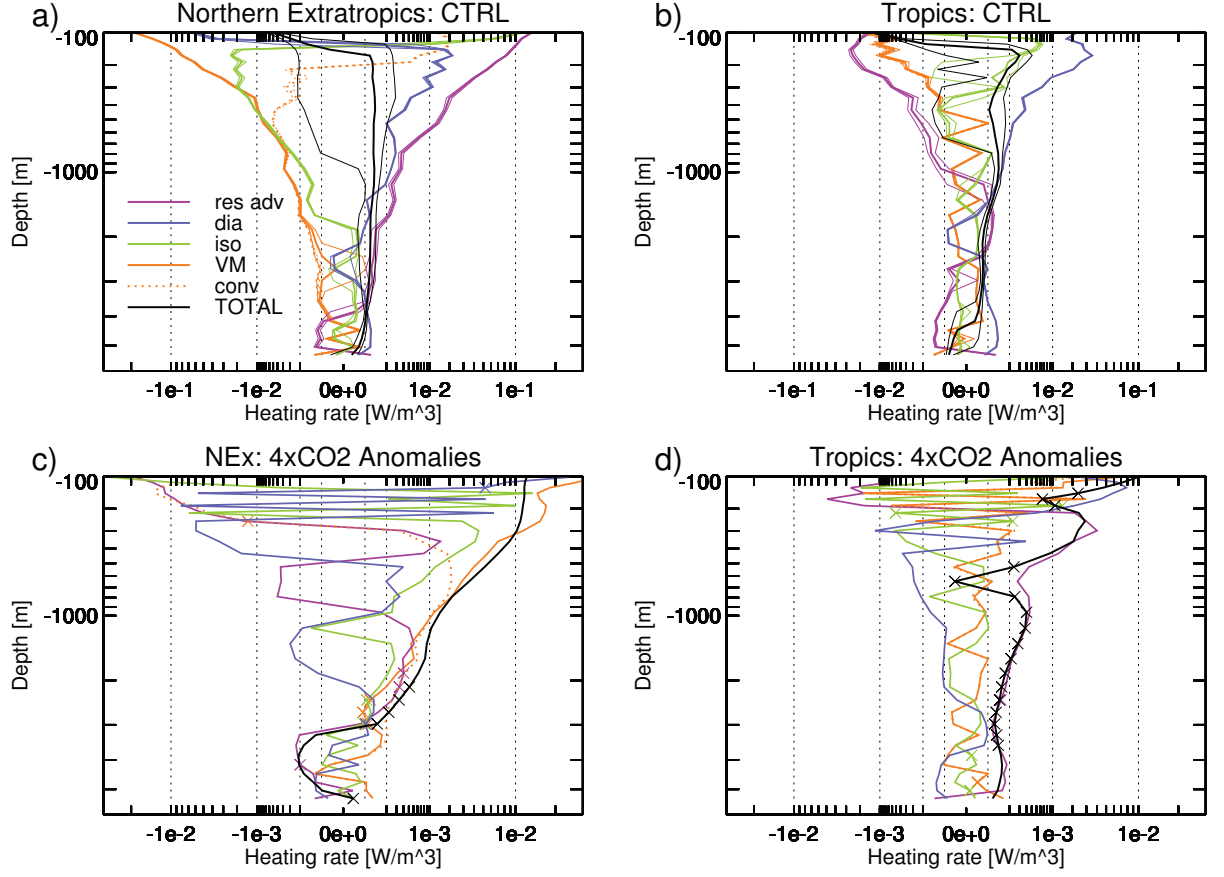 a) Northern Extratropics: CTRL
-100
-1000
Depth [m]
res adv
dia
iso
VM
conv
TOTAL
-1e-1 -1e-2 0e+0 1e-2 1e-1
Heating rate [W/m^3]
b) Tropics: CTRL
-100
-1000
Depth [m]
-1e-1 -1e-2 0e+0 1e-2 1e-1
Heating rate [W/m^3]
c) NEx: 4xCO2 Anomalies
-100
-1000
Depth [m]
-1e-2 -1e-3 0e+0 1e-3 1e-2
Heating rate [W/m^3]
d) Tropics: 4xCO2 Anomalies
-100
-1000
Depth [m]
-1e-2 -1e-3 0e+0 1e-3 1e-2
Heating rate [W/m^3]